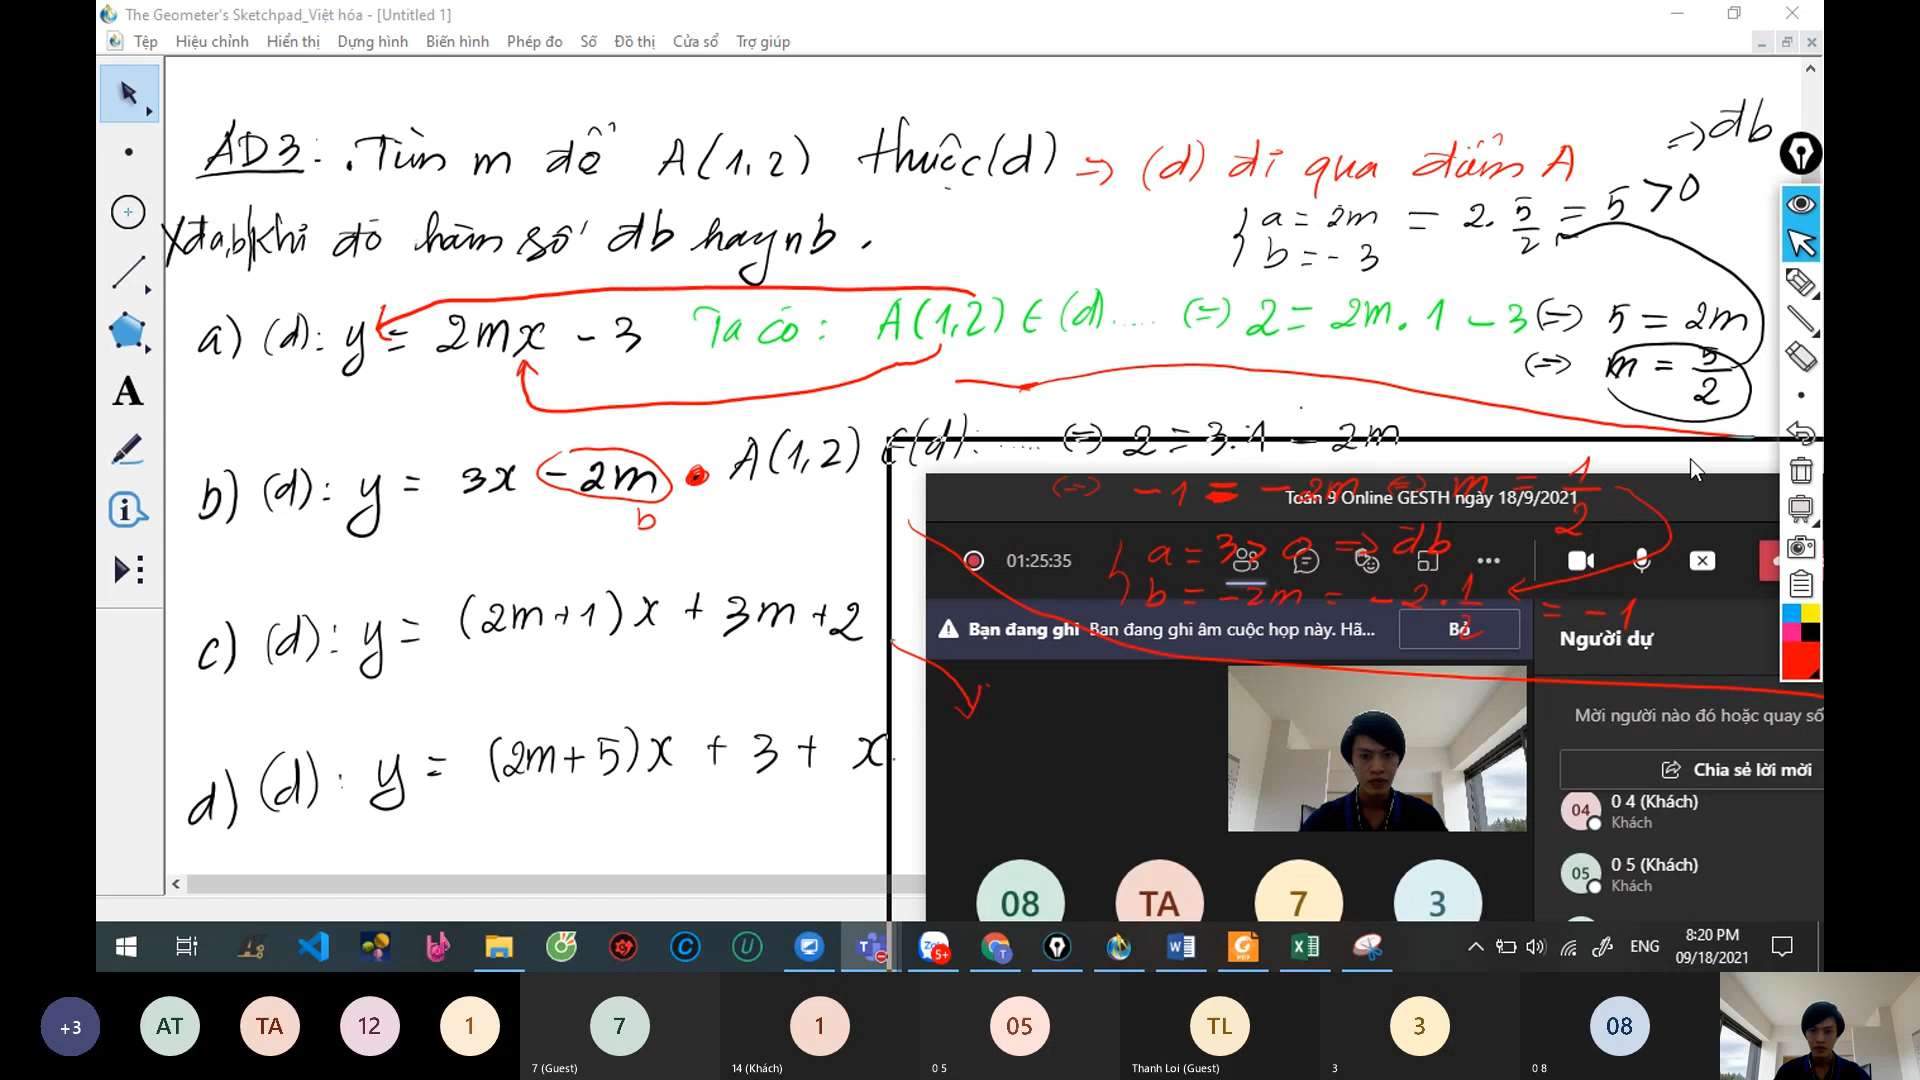 The Geometer's Sketchpad_Việt hóa - [Untitled 1]
Tệp Hiệu chỉnh Hiển thị Dựng hình Biến hình Phép đo Số Đồ thị Cửa sổ Trợ giúp
AD3: . Tìm m để A(1,2) thuộc (d) => (d) đi qua điểm A
=> đb
Xđ a,b khi đó hàm số đb hay nb.
{ a = 2m = 2. 5/2 = 5 > 0
{ b = - 3
a) (d): y = 2mx - 3 Ta có: A(1,2) ∈ (d).... (=) 2 = 2m. 1 - 3 (=) 5 = 2m
(=) m = 5/2
b) (d): y = 3x - 2m . A(1,2) ∈ (d): ..... (=) 2 = 3.1 - 2m
b
(=) -1 = -2m (=) m = 1/2
Toán 9 Online GESTH ngày 18/9/2021
{ a = 3 > 0 => đb
{ b = -2m = -2 . 1/2 = -1
01:25:35
Bạn đang ghi Bạn đang ghi âm cuộc họp này. Hã... Bỏ
Người dự
c) (d): y = (2m+1)x + 3m +2
Mời người nào đó hoặc quay số
Chia sẻ lời mời
d) (d): y = (2m+5)x + 3 + x
04 0 4 (Khách)
Khách
05 0 5 (Khách)
Khách
08 TA 7 3
Zalo 5+
ENG 8:20 PM
09/18/2021
+3 AT TA 12 1 7 1 05 TL 3 08
7 (Guest) 14 (Khách) 0 5 Thanh Loi (Guest) 3 0 8